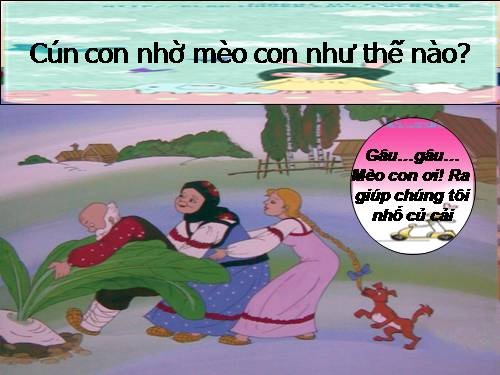 Cún con nhờ mèo con như thế nào?
Gâu...gâu...
Mèo con ơi! Ra
giúp chúng tôi
nhổ củ cải